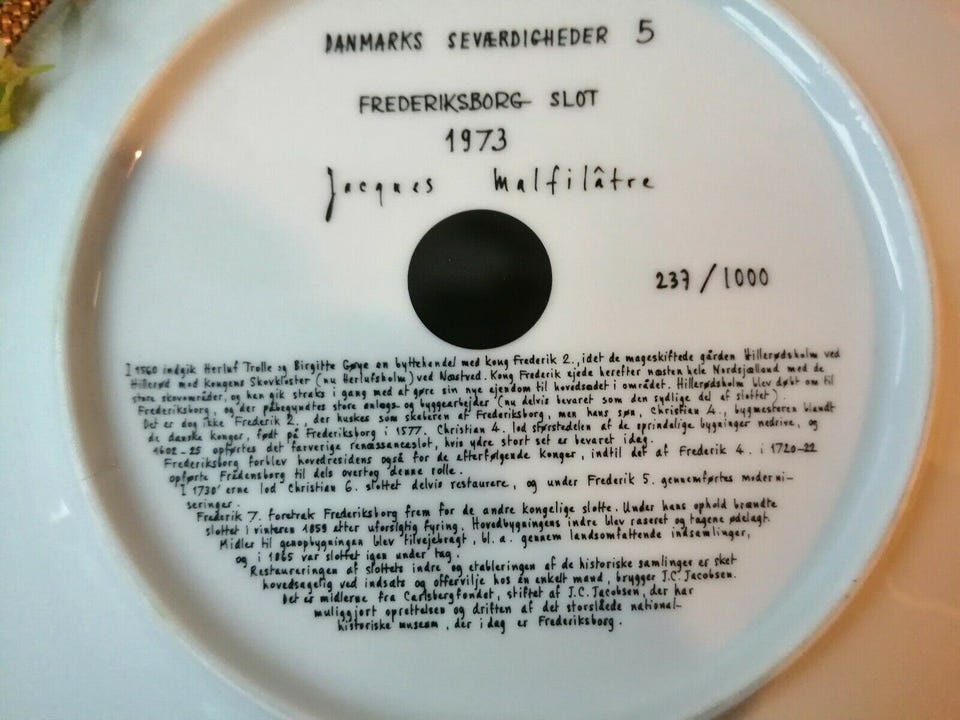 DANMARKS SEVÆRDIGHEDER 5
FREDERIKSBORG SLOT
1973
Jacques Malfilâtre
237/1000
I 1560 indgik Herluf Trolle og Birgitte Gøye en byttehandel med kong Frederik 2., idet de mageskiftede gården Hillerødsholm ved
Hillerød mod Kongens Skovkloster (nu Herlufsholm) ved Næstved. Kong Frederik ejede herefter næsten hele Nordsjælland med de
store skovområder, og han gik straks i gang med at gøre sin nye ejendom til hovedsædet i området. Hillerødsholm blev døbt om til
Frederiksborg, og der påbegyndtes store anlægs- og byggearbejder (nu delvis bevaret som den sydlige del af slottet).
Det er dog ikke Frederik 2., der huskes som skaberen af Frederiksborg, men hans søn, Christian 4., bygmesteren blandt
de danske konger, født på Frederiksborg i 1577. Christian 4. lod størstedelen af de oprindelige bygninger nedrive, og
1602-25 opførtes det farverige renæssanceslot, hvis ydre stort set er bevaret idag.
Frederiksborg forblev hovedresidens også for de efterfølgende konger, indtil det af Frederik 4. i 1720-22
opførte Fredensborg til dels overtog denne rolle.
I 1730'erne lod Christian 6. slottet delvis restaurere, og under Frederik 5. gennemførtes moderni-
seringer.
Frederik 7. foretrak Frederiksborg frem for de andre kongelige slotte. Under hans ophold brændte
slottet i vinteren 1859 efter uforsigtig fyring. Hovedbygningens indre blev raseret og tagene ødelagt.
Midler til genopbygningen blev tilvejebragt, bl.a. gennem landsomfattende indsamlinger,
og i 1865 var slottet igen under tag.
Restaureringen af slottets indre og etableringen af de historiske samlinger er sket
hovedsagelig ved indsats og offervilje hos én enkelt mand, brygger J.C. Jacobsen.
Det er midlerne fra Carlsbergfondet, stiftet af J.C. Jacobsen, der har
muliggjort oprettelsen og driften af det storslåede national-
historiske museum, der i dag er Frederiksborg.